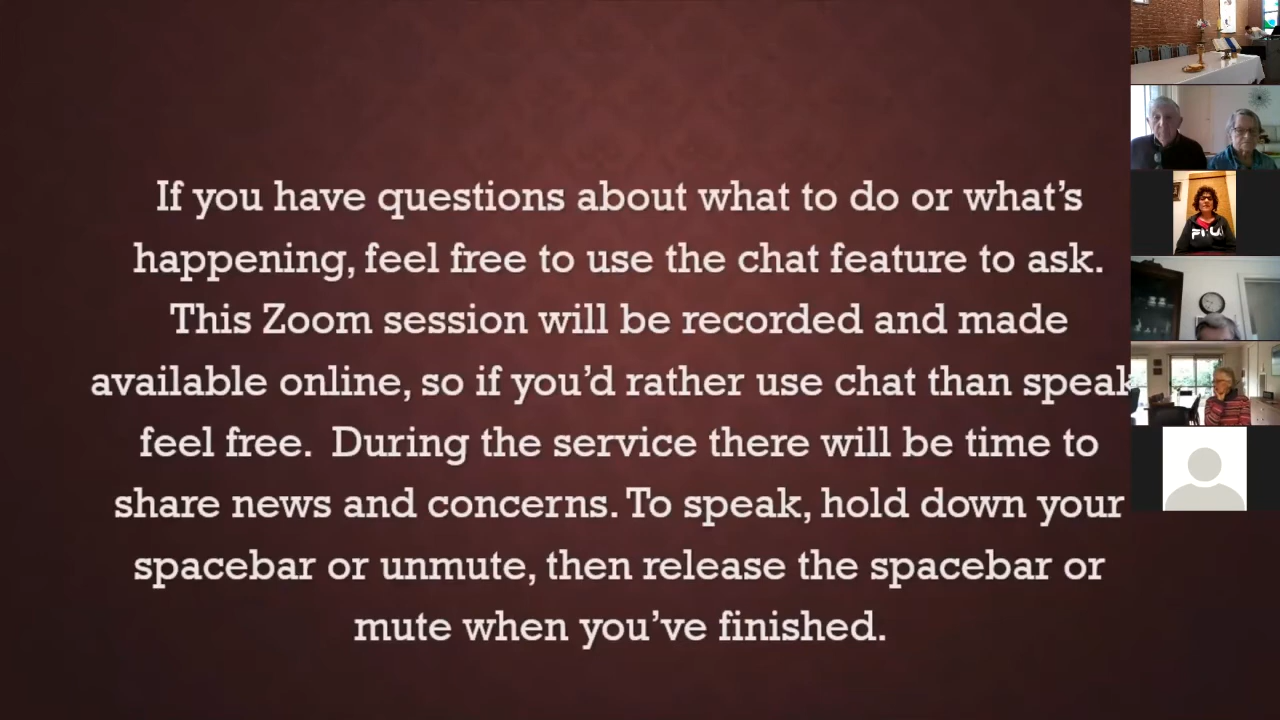 If you have questions about what to do or what’s
happening, feel free to use the chat feature to ask.
This Zoom session will be recorded and made
available online, so if you’d rather use chat than speak
feel free.  During the service there will be time to
share news and concerns. To speak, hold down your
spacebar or unmute, then release the spacebar or
mute when you’ve finished.
FILA